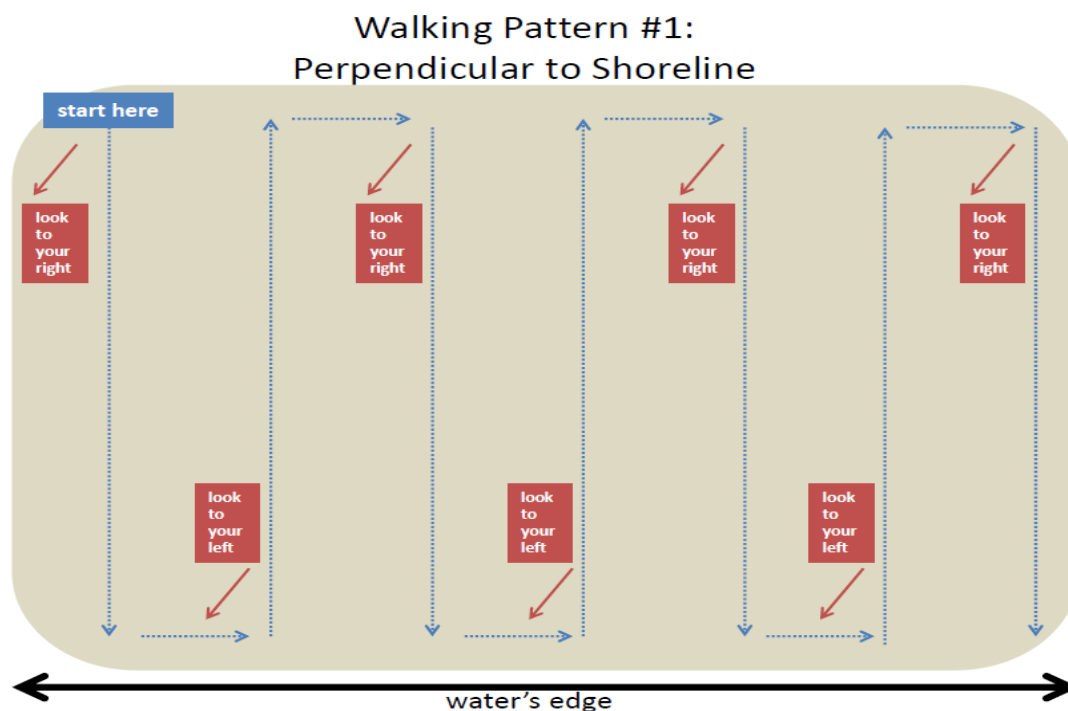 Walking Pattern #1:
Perpendicular to Shoreline
start here
look
to
your
right
look
to
your
right
look
to
your
right
look
to
your
right
look
to
your
left
look
to
your
left
look
to
your
left
water's edge